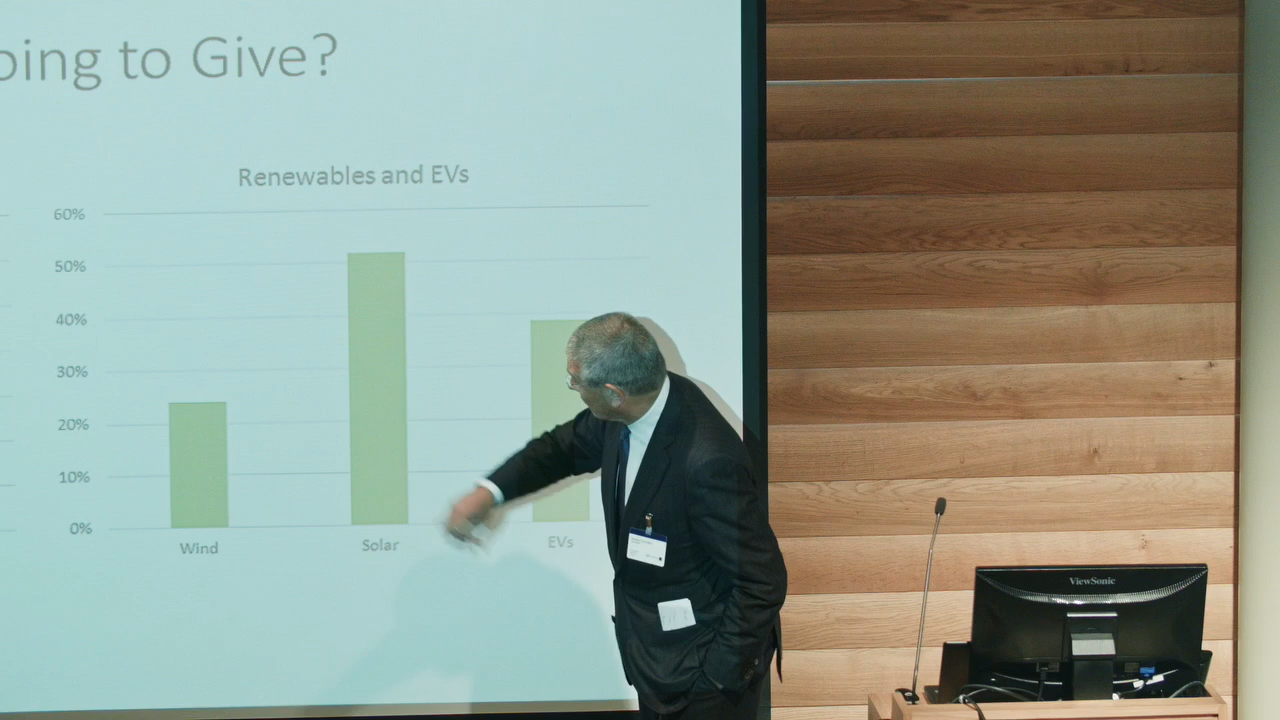 oing to Give?
Renewables and EVs
60%
50%
40%
30%
20%
10%
0%
Wind
Solar
EVs
ViewSonic